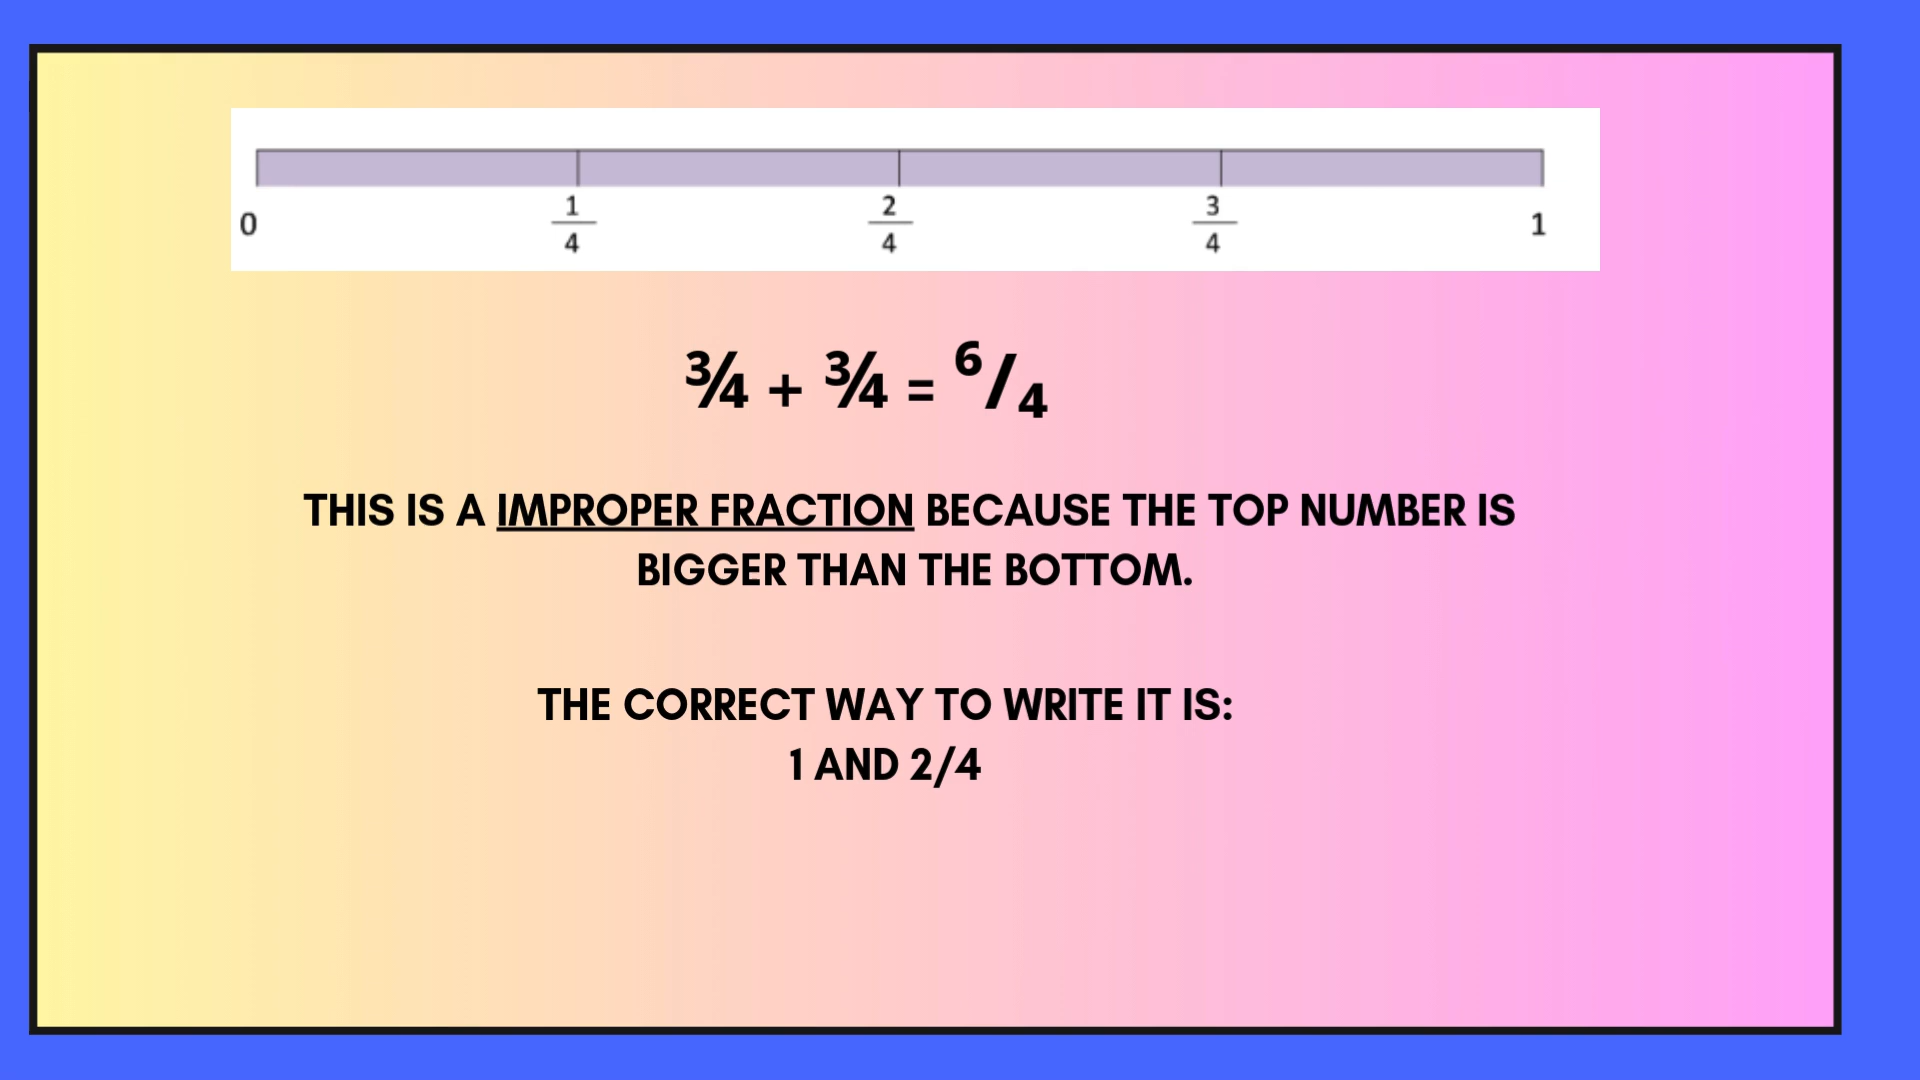 0 1/4 2/4 3/4 1
¾ + ¾ = ⁶/₄
THIS IS A IMPROPER FRACTION BECAUSE THE TOP NUMBER IS
BIGGER THAN THE BOTTOM.
THE CORRECT WAY TO WRITE IT IS:
1 AND 2/4